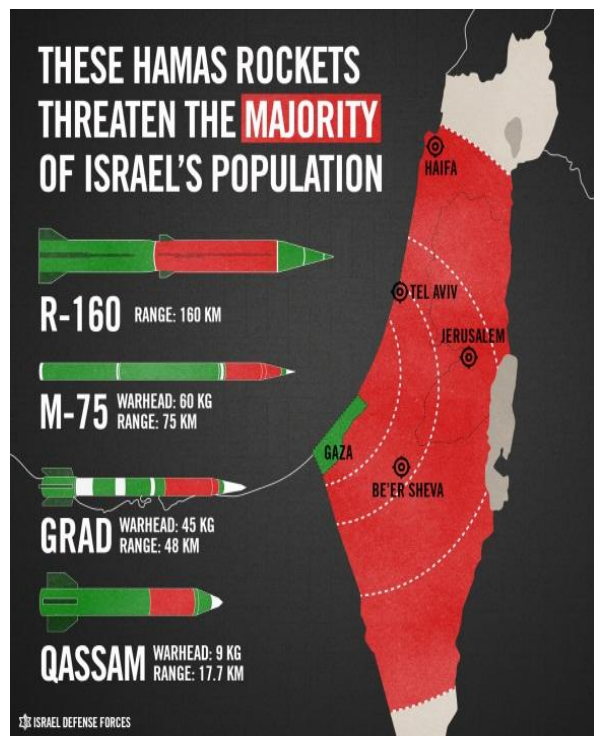 THESE HAMAS ROCKETS
THREATEN THE MAJORITY
OF ISRAEL'S POPULATION
R-160 RANGE: 160 KM
M-75 WARHEAD: 60 KG
RANGE: 75 KM
GRAD WARHEAD: 45 KG
RANGE: 48 KM
QASSAM WARHEAD: 9 KG
RANGE: 17.7 KM
HAIFA
TEL AVIV
JERUSALEM
GAZA
BE'ER SHEVA
ISRAEL DEFENSE FORCES